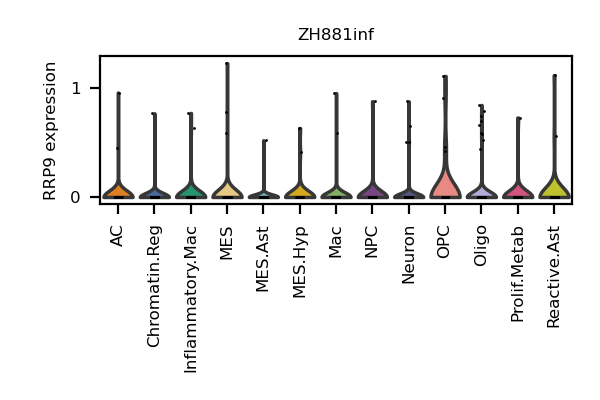 ZH881inf
RRP9 expression
1
0
AC
Chromatin.Reg
Inflammatory.Mac
MES
MES.Ast
MES.Hyp
Mac
NPC
Neuron
OPC
Oligo
Prolif.Metab
Reactive.Ast